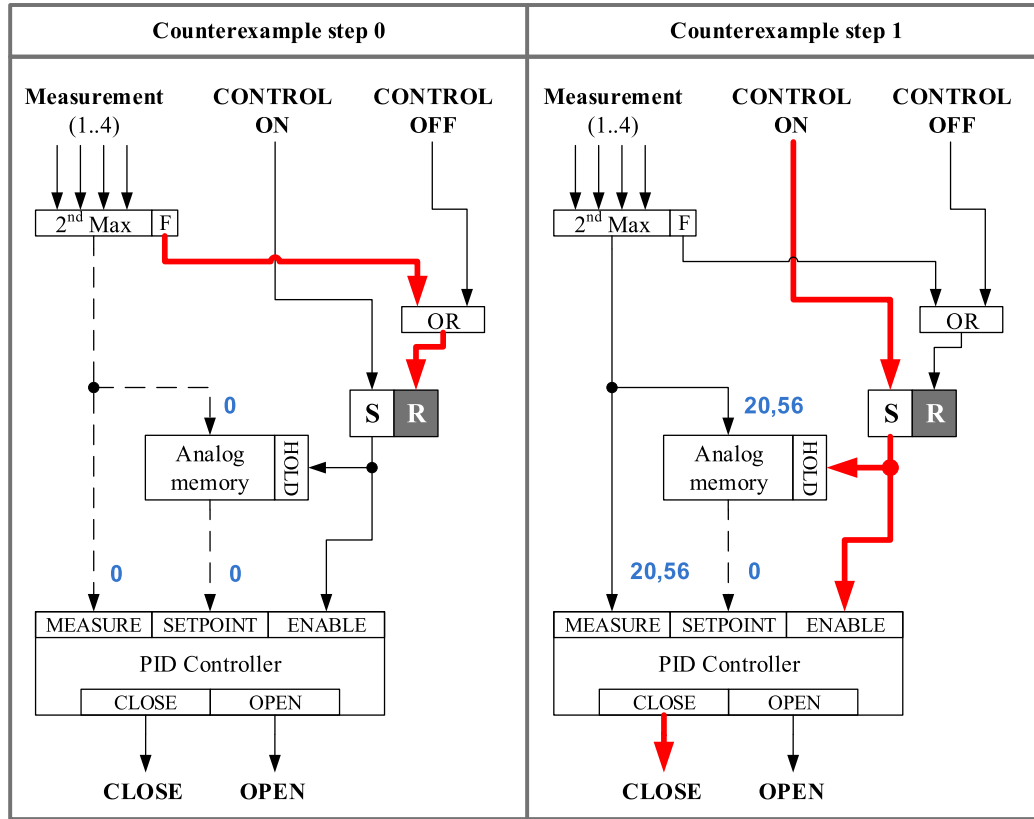 Counterexample step 0
Counterexample step 1
Measurement
(1..4)
CONTROL
ON
CONTROL
OFF
2nd Max
F
OR
S
R
0
Analog
memory
HOLD
0
0
MEASURE
SETPOINT
ENABLE
PID Controller
CLOSE
OPEN
CLOSE
OPEN
Measurement
(1..4)
CONTROL
ON
CONTROL
OFF
2nd Max
F
OR
S
R
20,56
Analog
memory
HOLD
20,56
0
MEASURE
SETPOINT
ENABLE
PID Controller
CLOSE
OPEN
CLOSE
OPEN